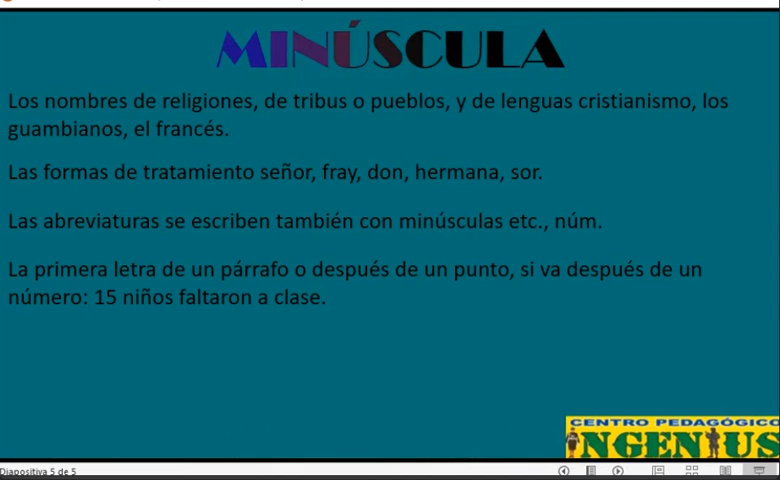 MINÚSCULA
Los nombres de religiones, de tribus o pueblos, y de lenguas cristianismo, los
guambianos, el francés.
Las formas de tratamiento señor, fray, don, hermana, sor.
Las abreviaturas se escriben también con minúsculas etc., núm.
La primera letra de un párrafo o después de un punto, si va después de un
número: 15 niños faltaron a clase.
CENTRO PEDAGÓGICO
INGENIUS
Diapositiva 5 de 5